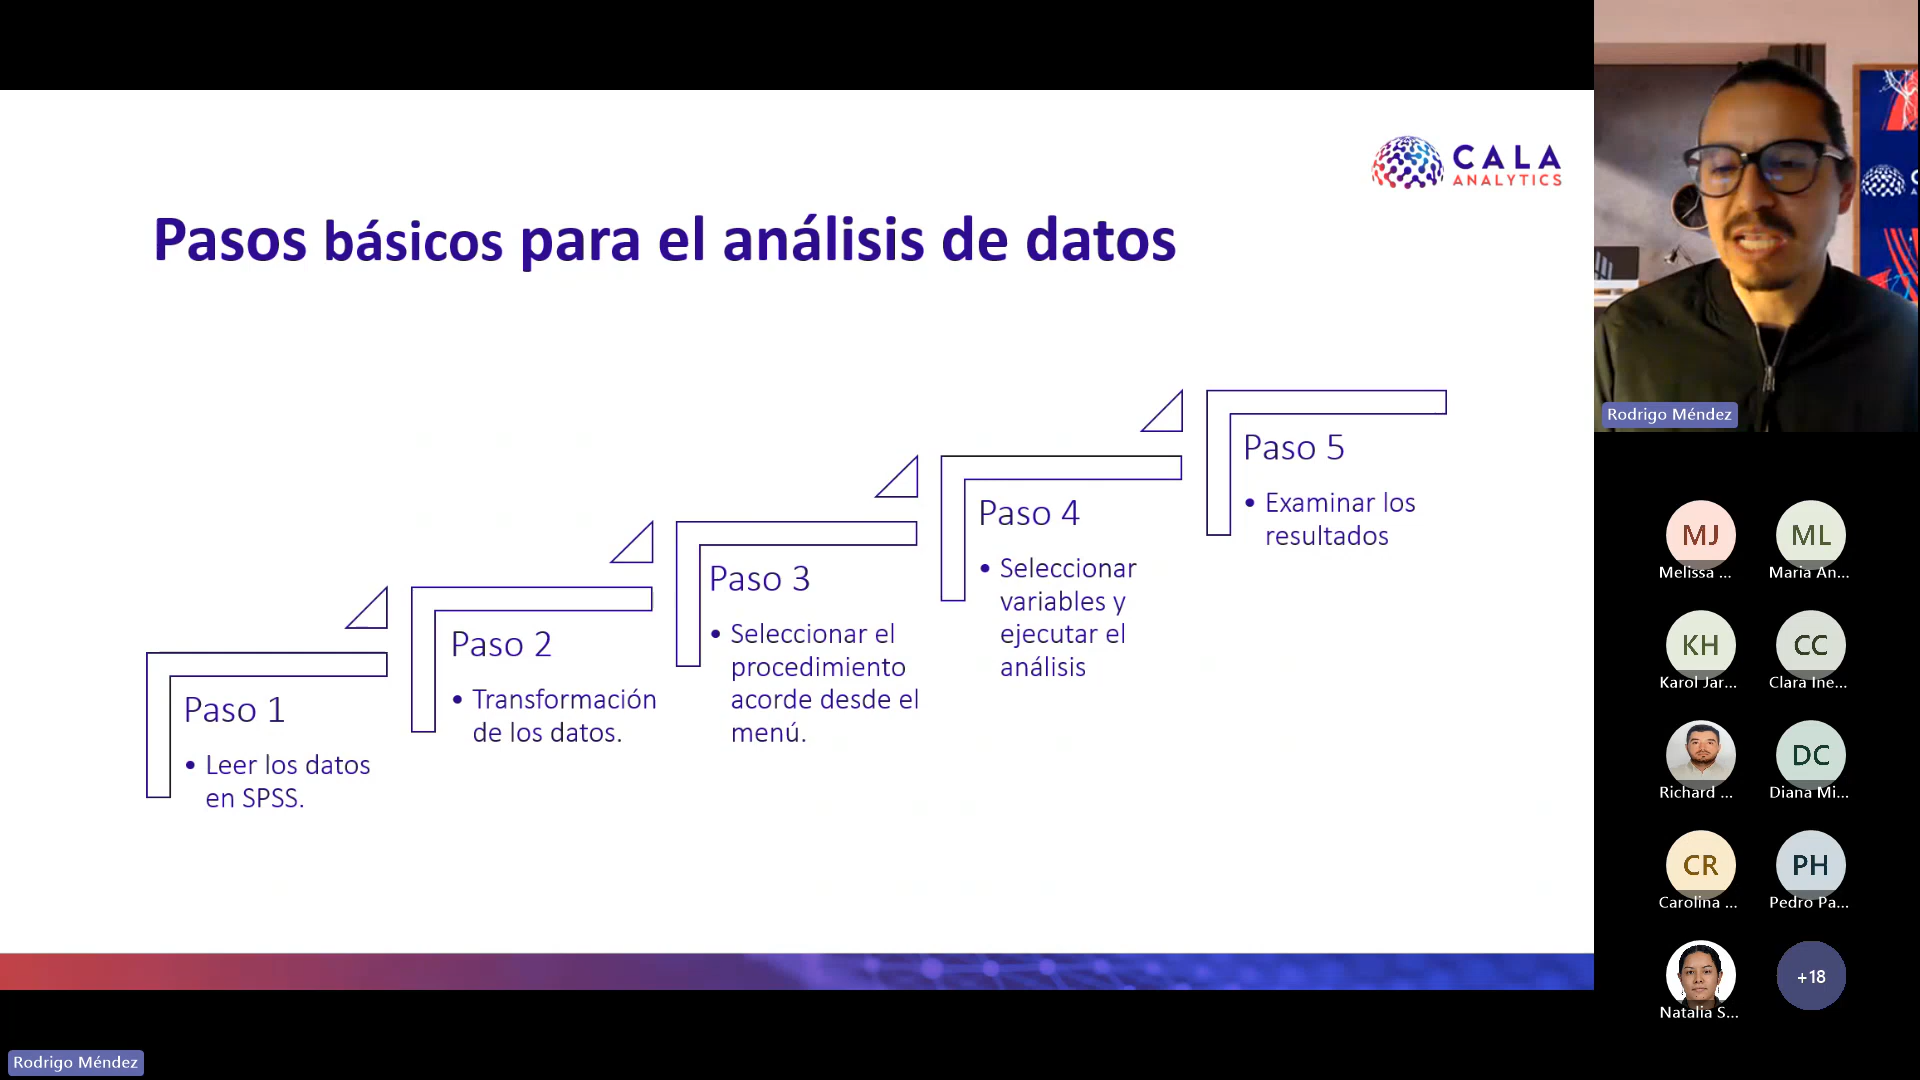 CALA
ANALYTICS
Pasos básicos para el análisis de datos
Paso 1
• Leer los datos
en SPSS.
Paso 2
• Transformación
de los datos.
Paso 3
• Seleccionar el
procedimiento
acorde desde el
menú.
Paso 4
• Seleccionar
variables y
ejecutar el
análisis
Paso 5
• Examinar los
resultados
Rodrigo Méndez
MJ
Melissa ...
ML
Maria An...
KH
Karol Jar...
CC
Clara Ine...
Richard ...
DC
Diana Mi...
CR
Carolina ...
PH
Pedro Pa...
Natalia S...
+18
Rodrigo Méndez